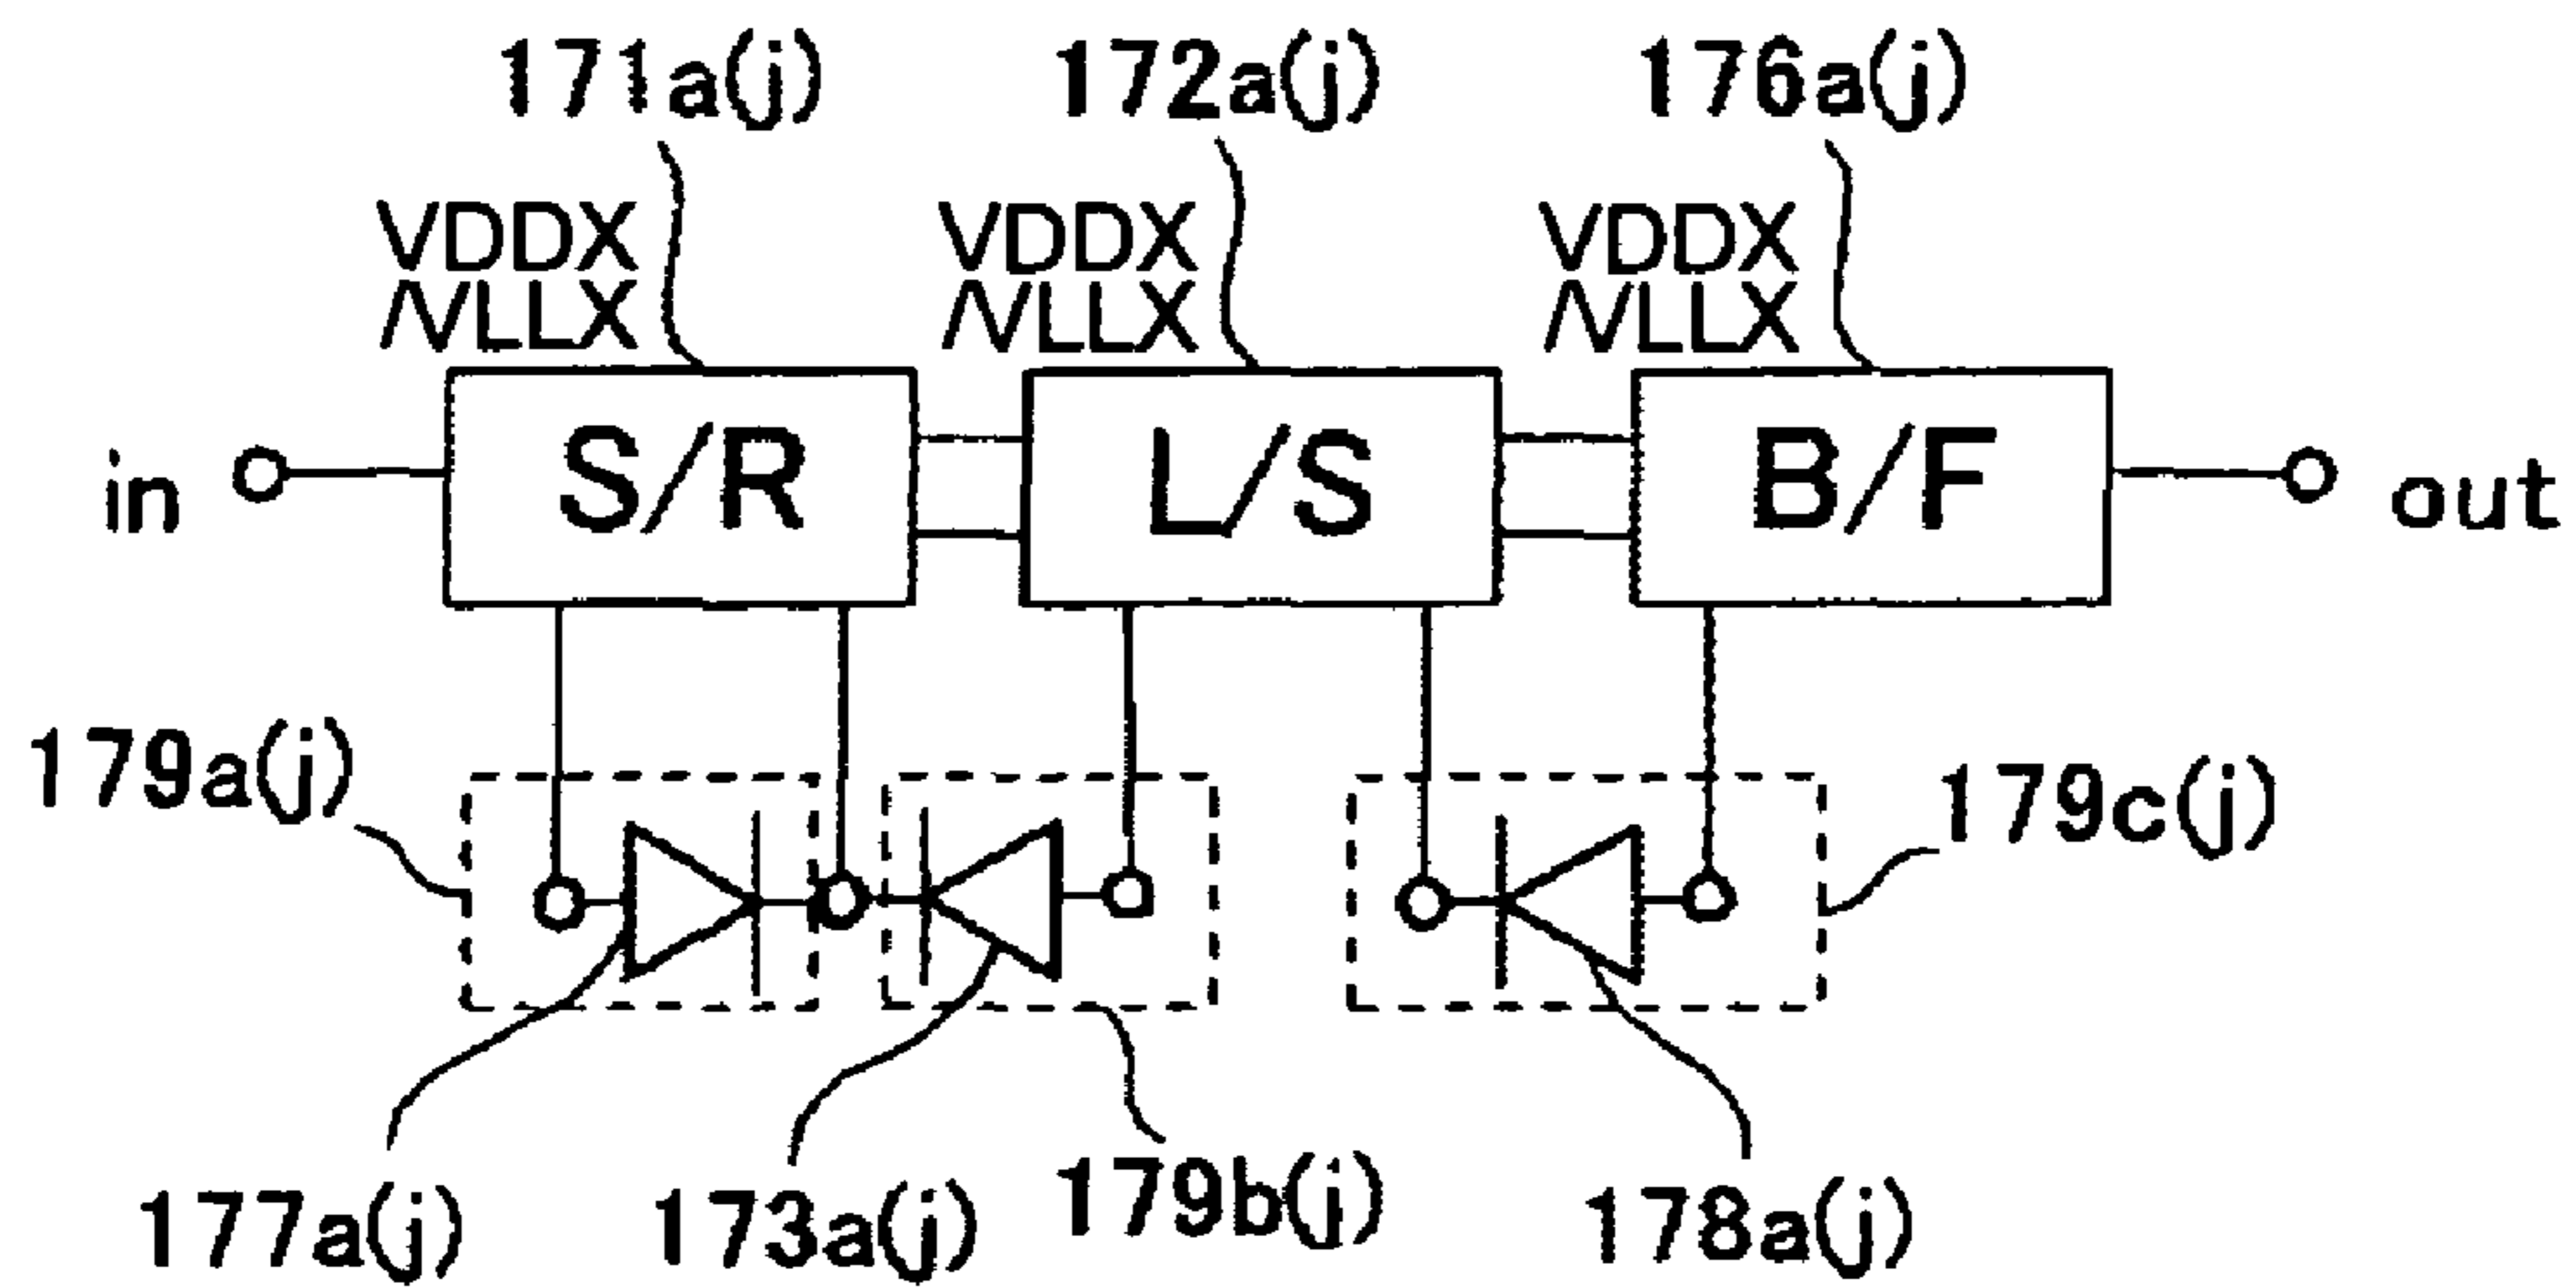 171a(j) 172a(j) 176a(j)
VDDX VDDX VDDX
/VLLX /VLLX /VLLX
in S/R L/S B/F out
179a(j) 179c(j)
177a(j) 173a(j) 179b(j) 178a(j)